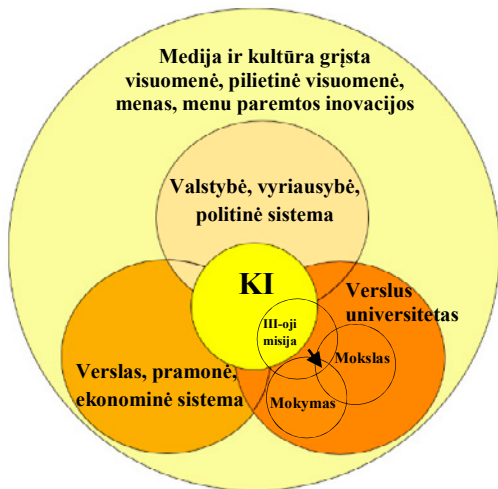 Medija ir kultūra grįsta
visuomenė, pilietinė visuomenė,
menas, menu paremtos inovacijos
Valstybė, vyriausybė,
politinė sistema
KI
Verslus
universitetas
III-oji
misija
Mokslas
Mokymas
Verslas, pramonė,
ekonominė sistema